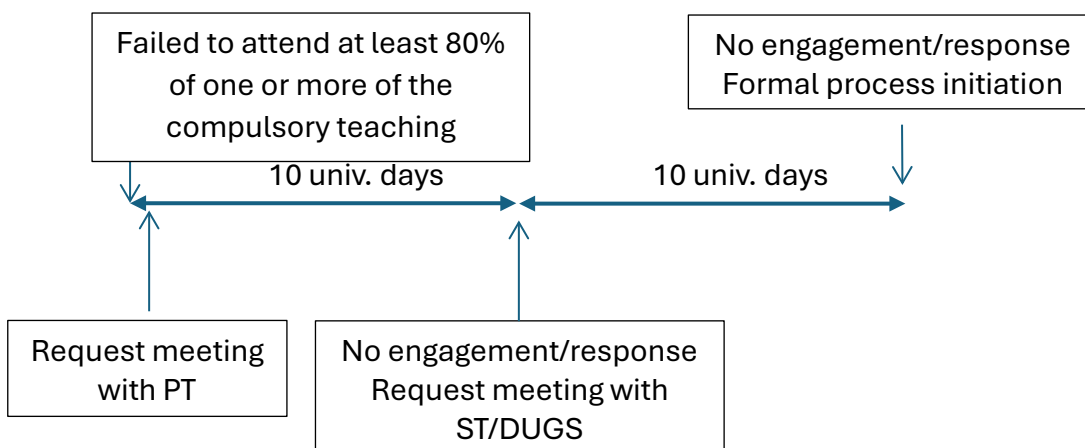 Failed to attend at least 80%
of one or more of the
compulsory teaching
No engagement/response
Formal process initiation
10 univ. days
10 univ. days
Request meeting
with PT
No engagement/response
Request meeting with
ST/DUGS